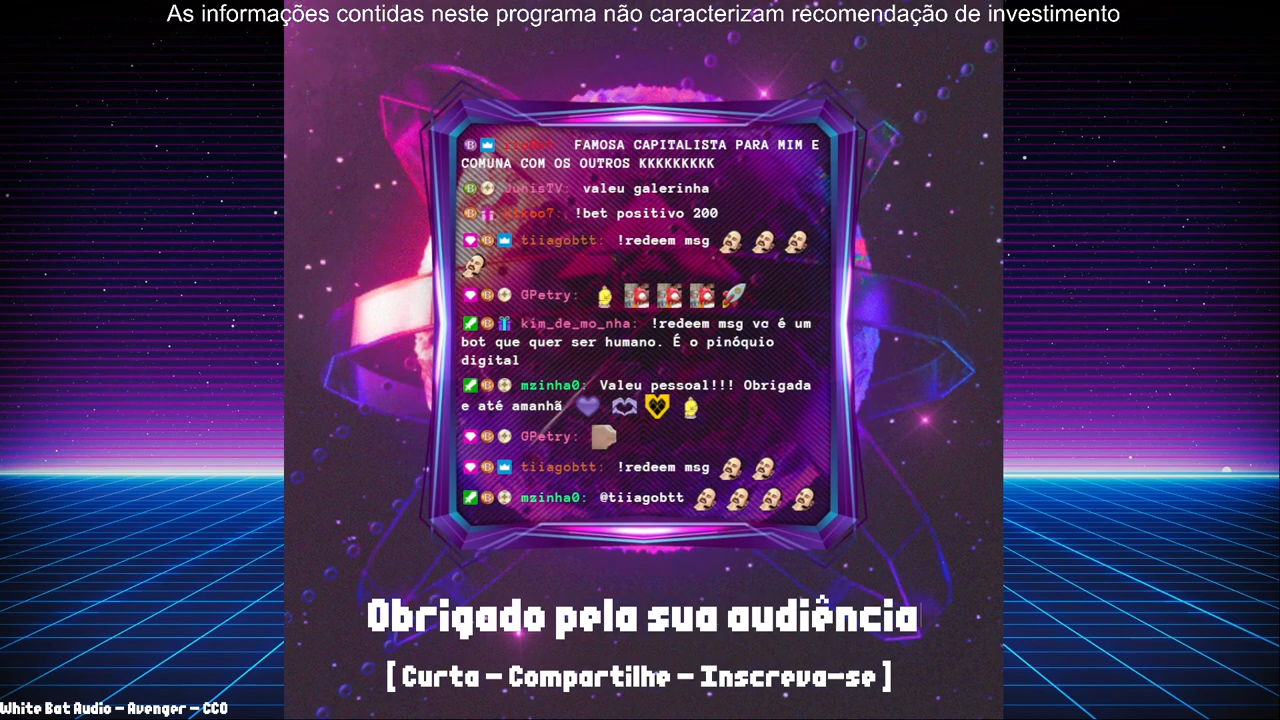 As informações contidas neste programa não caracterizam recomendação de investimento
FAMOSA CAPITALISTA PARA MIM E
COMUNA COM OS OUTROS KKKKKKKKK
JunisTV: valeu galerinha
!bet positivo 200
tiiagobtt: !redeem msg
GPetry:
kim_de_mo_nha: !redeem msg vc é um
bot que quer ser humano. É o pinóquio
digital
mzinha0: Valeu pessoal!!! Obrigada
e até amanhã
GPetry:
tiiagobtt: !redeem msg
mzinha0: @tiiagobtt
Obrigado pela sua audiência
[ Curta - Compartilhe - Inscreva-se ]
White Bat Audio - Avenger - CC0